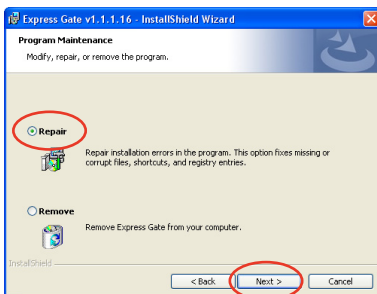 Express Gate v1.1.1.16 - InstallShield Wizard
Program Maintenance
Modify, repair, or remove the program.
Repair
Repair installation errors in the program. This option fixes missing or
corrupt files, shortcuts, and registry entries.
Remove
Remove Express Gate from your computer.
InstallShield
< Back Next > Cancel